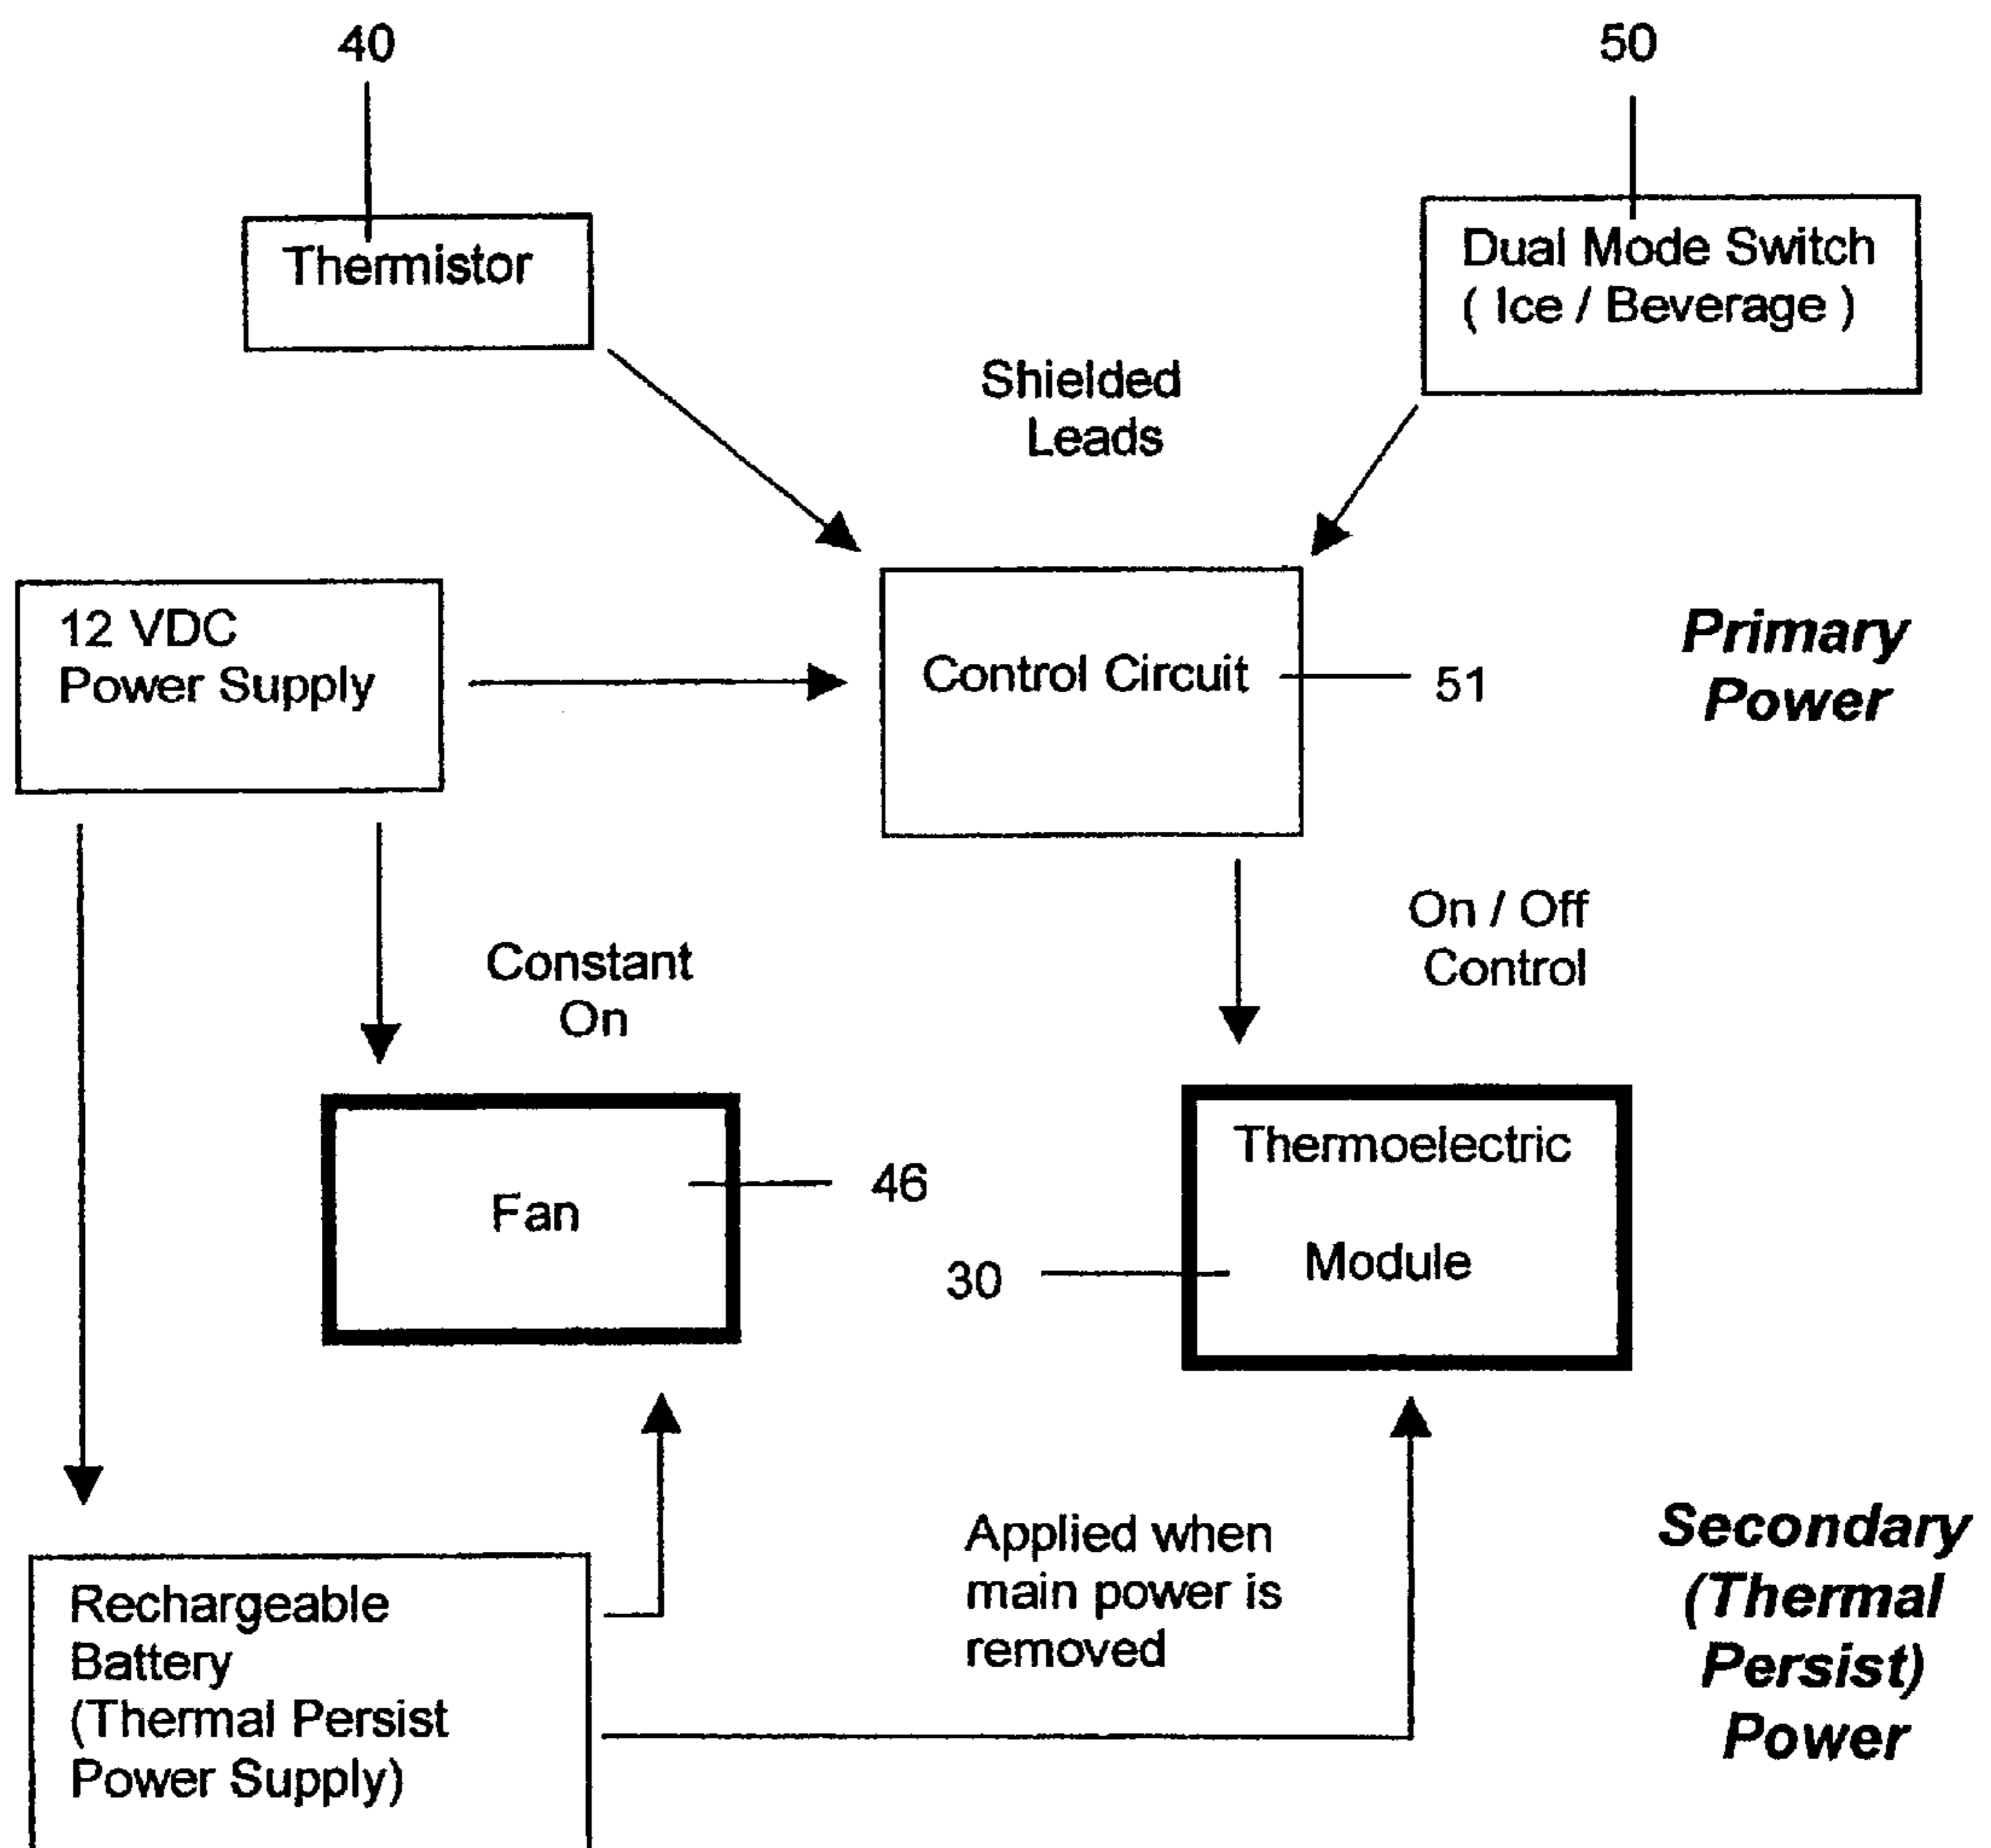 40
50
Thermistor
Dual Mode Switch
( Ice / Beverage )
Shielded
Leads
12 VDC
Power Supply
Control Circuit
51
Primary
Power
On / Off
Control
Constant
On
Fan
46
Thermoelectric
Module
30
Rechargeable
Battery
(Thermal Persist
Power Supply)
Applied when
main power is
removed
Secondary
(Thermal
Persist)
Power